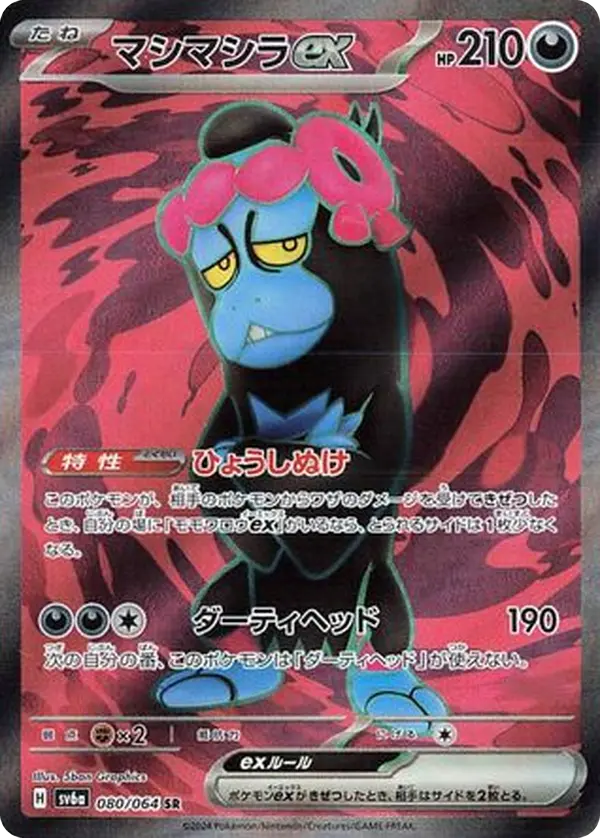 たね マシマシラex HP210
特性 ひょうしぬけ
このポケモンが、相手のポケモンからワザのダメージを受けてきぜつした
とき、自分の場に「モモワロウex」がいるなら、とられるサイドは1枚少なく
なる。
ダーティヘッド 190
次の自分の番、このポケモンは「ダーティヘッド」が使えない。
弱点 ×2 抵抗力 にげる
exルール
ポケモンexがきぜつしたとき、相手はサイドを2枚とる。
Illus. 5ban Graphics
H sv6a 080/064 SR
©2024 Pokémon/Nintendo/Creatures/GAME FREAK.